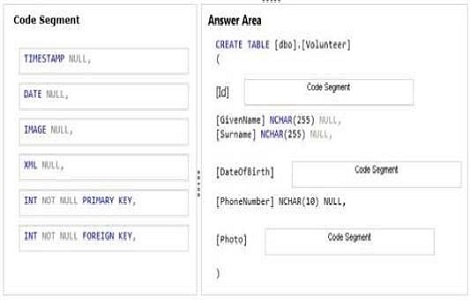 Code Segment
TIMESTAMP NULL,
DATE NULL,
IMAGE NULL,
XML NULL,
INT NOT NULL PRIMARY KEY,
INT NOT NULL FOREIGN KEY,
Answer Area
CREATE TABLE [dbo].[Volunteer]
(
[Id] Code Segment
[GivenName] NCHAR(255) NULL,
[Surname] NCHAR(255) NULL,
[DateOfBirth] Code Segment
[PhoneNumber] NCHAR(10) NULL,
[Photo] Code Segment
)